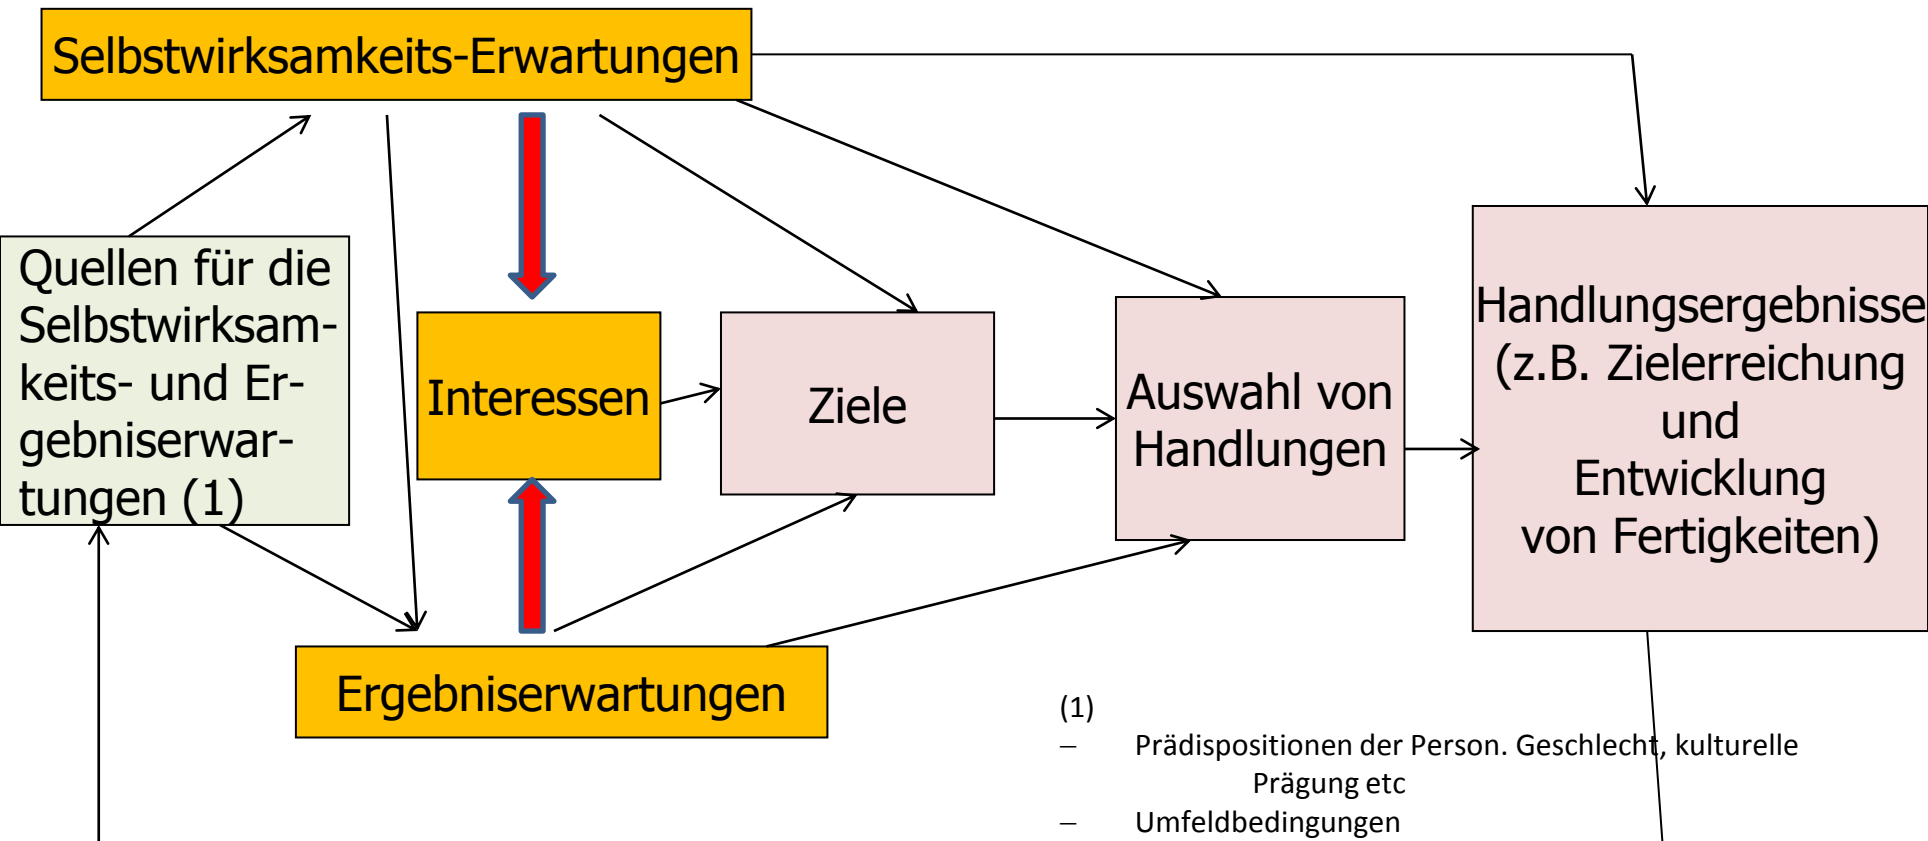 Selbstwirksamkeits-Erwartungen
Quellen für die
Selbstwirksam-
keits- und Er-
gebniserwar-
tungen (1)
Interessen
Ziele
Auswahl von
Handlungen
Handlungsergebnisse
(z.B. Zielerreichung
und
Entwicklung
von Fertigkeiten)
Ergebniserwartungen
(1)
– Prädispositionen der Person. Geschlecht, kulturelle
Prägung etc
– Umfeldbedingungen